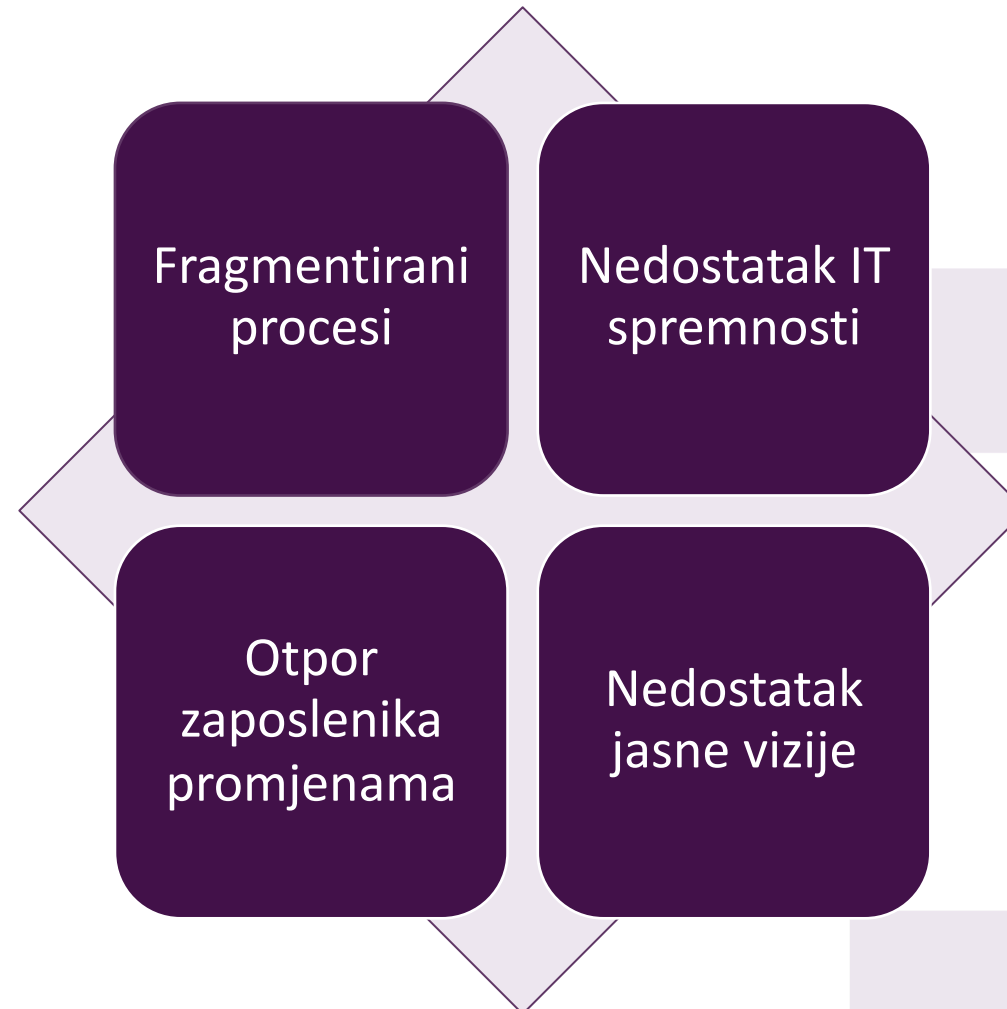 Fragmentirani
procesi
Nedostatak IT
spremnosti
Otpor
zaposlenika
promjenama
Nedostatak
jasne vizije